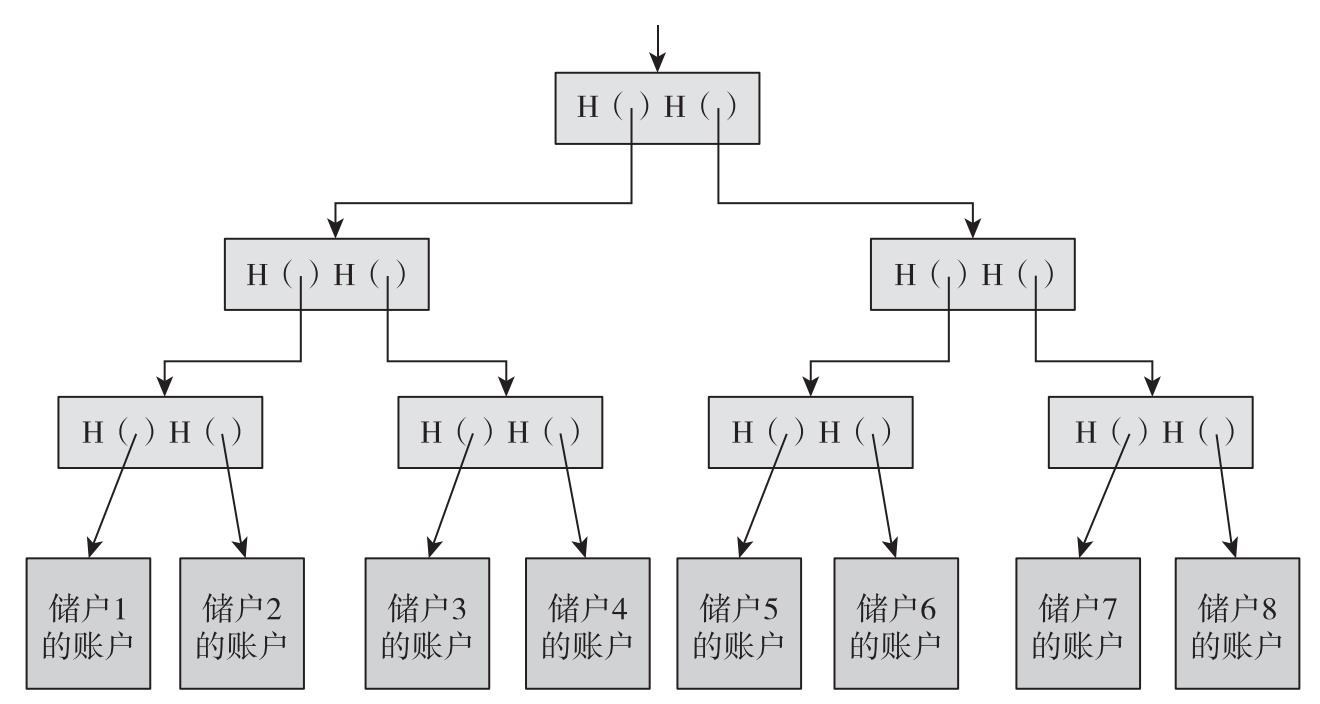 H（ ）H（ ）
H（ ）H（ ）
H（ ）H（ ）
H（ ）H（ ）
H（ ）H（ ）
H（ ）H（ ）
H（ ）H（ ）
储户1
的账户
储户2
的账户
储户3
的账户
储户4
的账户
储户5
的账户
储户6
的账户
储户7
的账户
储户8
的账户